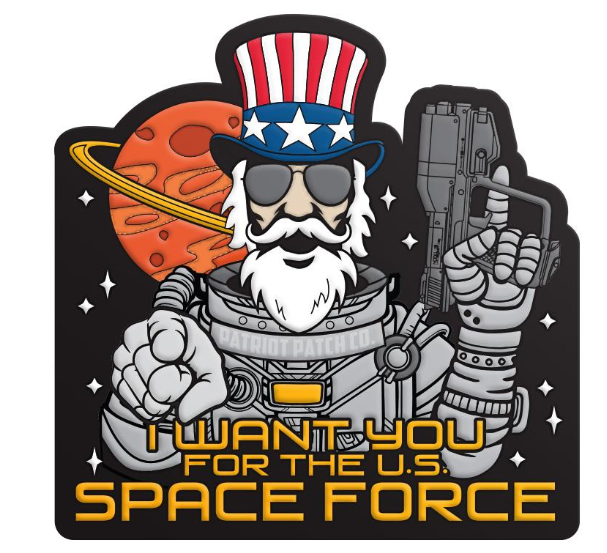 PATRIOT PATCH CO.
I WANT YOU
FOR THE U.S.
SPACE FORCE